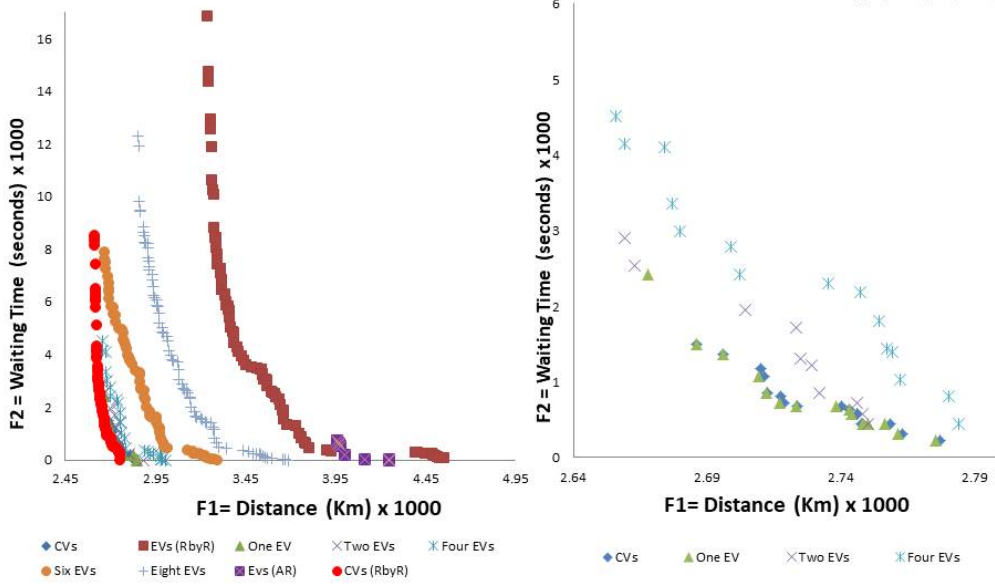 F2 = Waiting Time (seconds) x 1000
16
14
12
10
8
6
4
2
0
2.45 2.95 3.45 3.95 4.45 4.95
F1= Distance (Km) x 1000
CVs EVs (RbyR) One EV Two EVs Four EVs
Six EVs Eight EVs Evs (AR) CVs (RbyR)
F2 = Waiting Time (seconds) x 1000
6
5
4
3
2
1
0
2.64 2.69 2.74 2.79
F1= Distance (Km) x 1000
CVs One EV Two EVs Four EVs